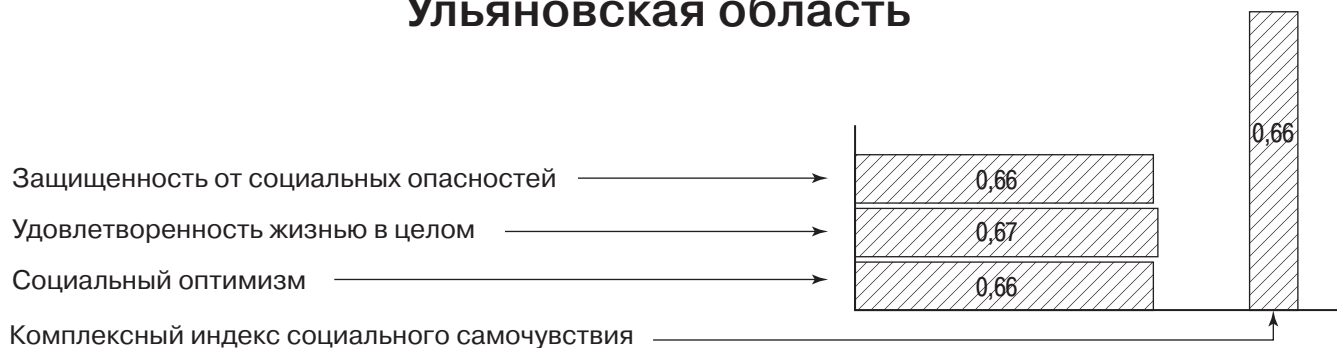 Ульяновская область
0,66
Защищенность от социальных опасностей
0,66
Удовлетворенность жизнью в целом
0,67
Социальный оптимизм
0,66
Комплексный индекс социального самочувствия